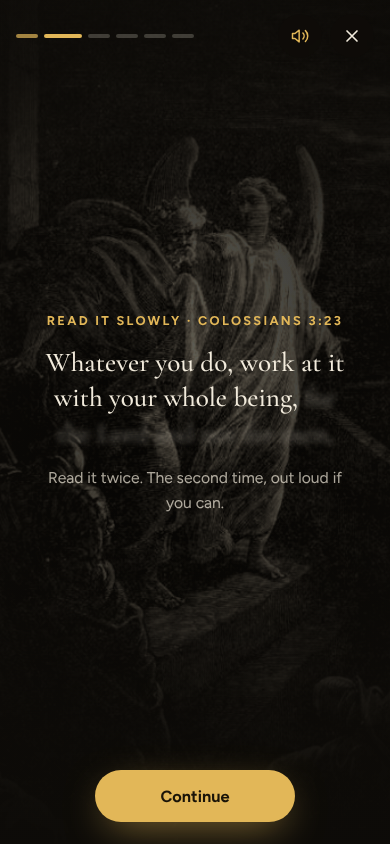 READ IT SLOWLY · COLOSSIANS 3:23
Whatever you do, work at it
with your whole being,
Read it twice. The second time, out loud if
you can.
Continue